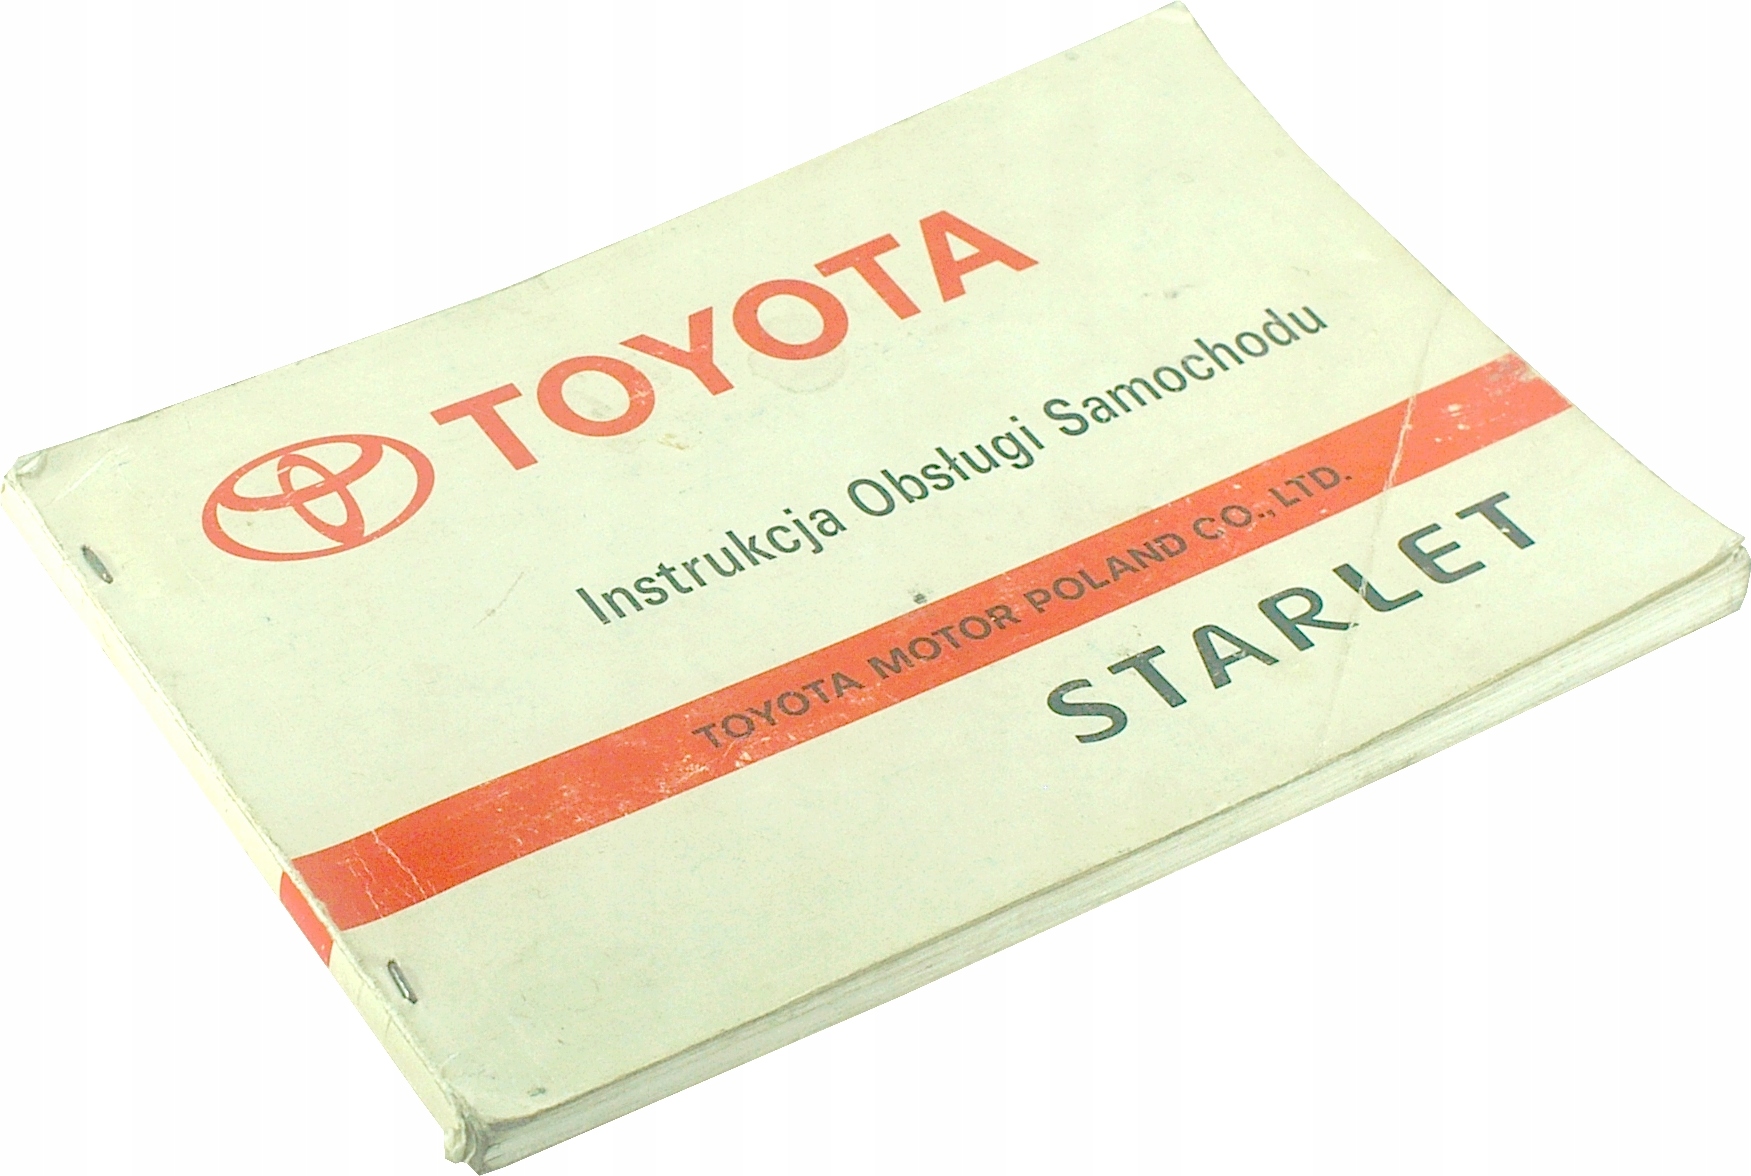 TOYOTA
Instrukcja Obsługi Samochodu
TOYOTA MOTOR POLAND CO., LTD.
STARLET